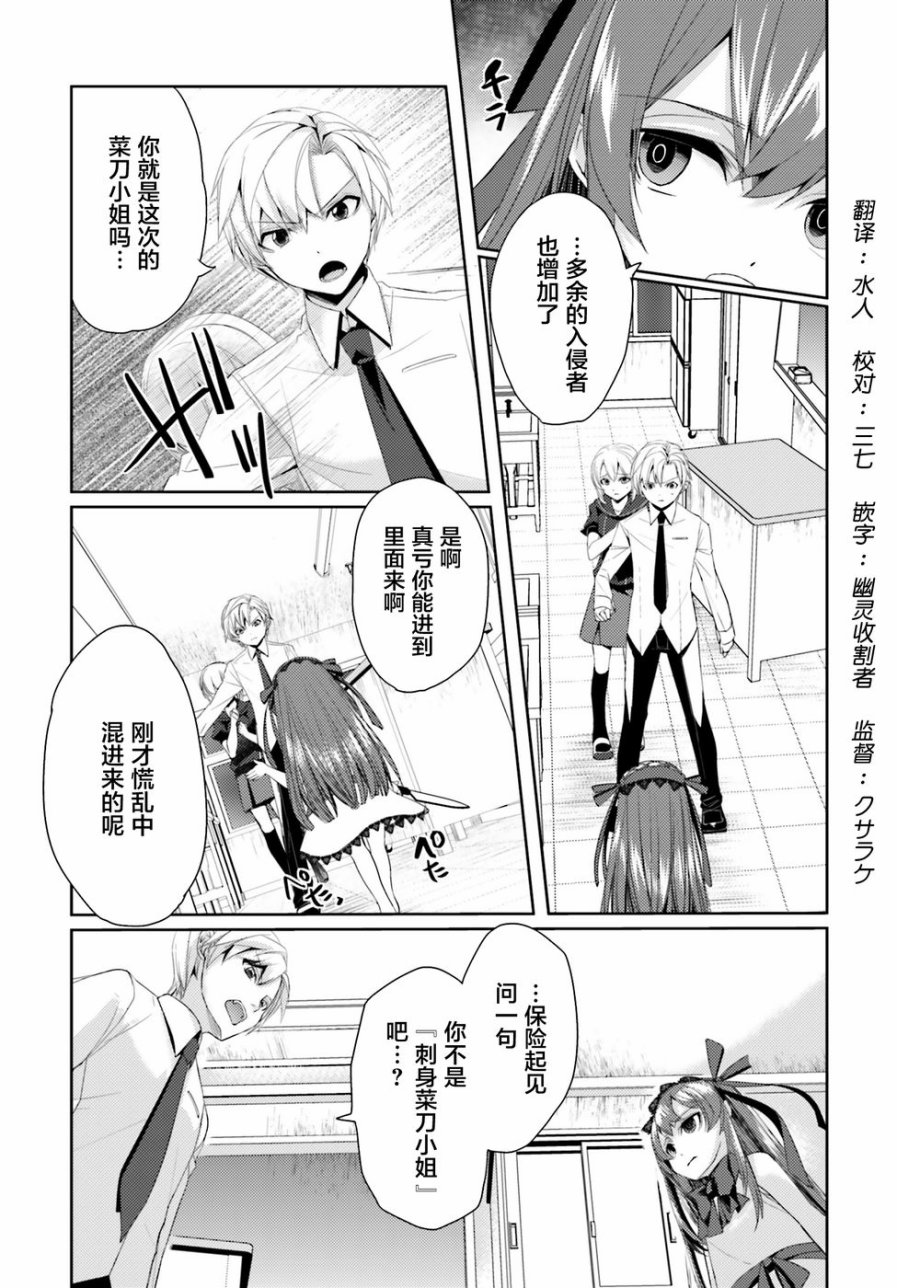 チラ
…多余的入侵者
也增加了
你就是这次的
菜刀小姐吗…
ザザッ
是啊
真亏你能进到
里面来啊
刚才慌乱中
混进来的呢
ぺた、
ぺた
…保险起见
问一句
你不是
『刺身菜刀小姐』
吧…?
翻译：水人　校对：三七　嵌字：幽灵收割者　监督：クサラケ